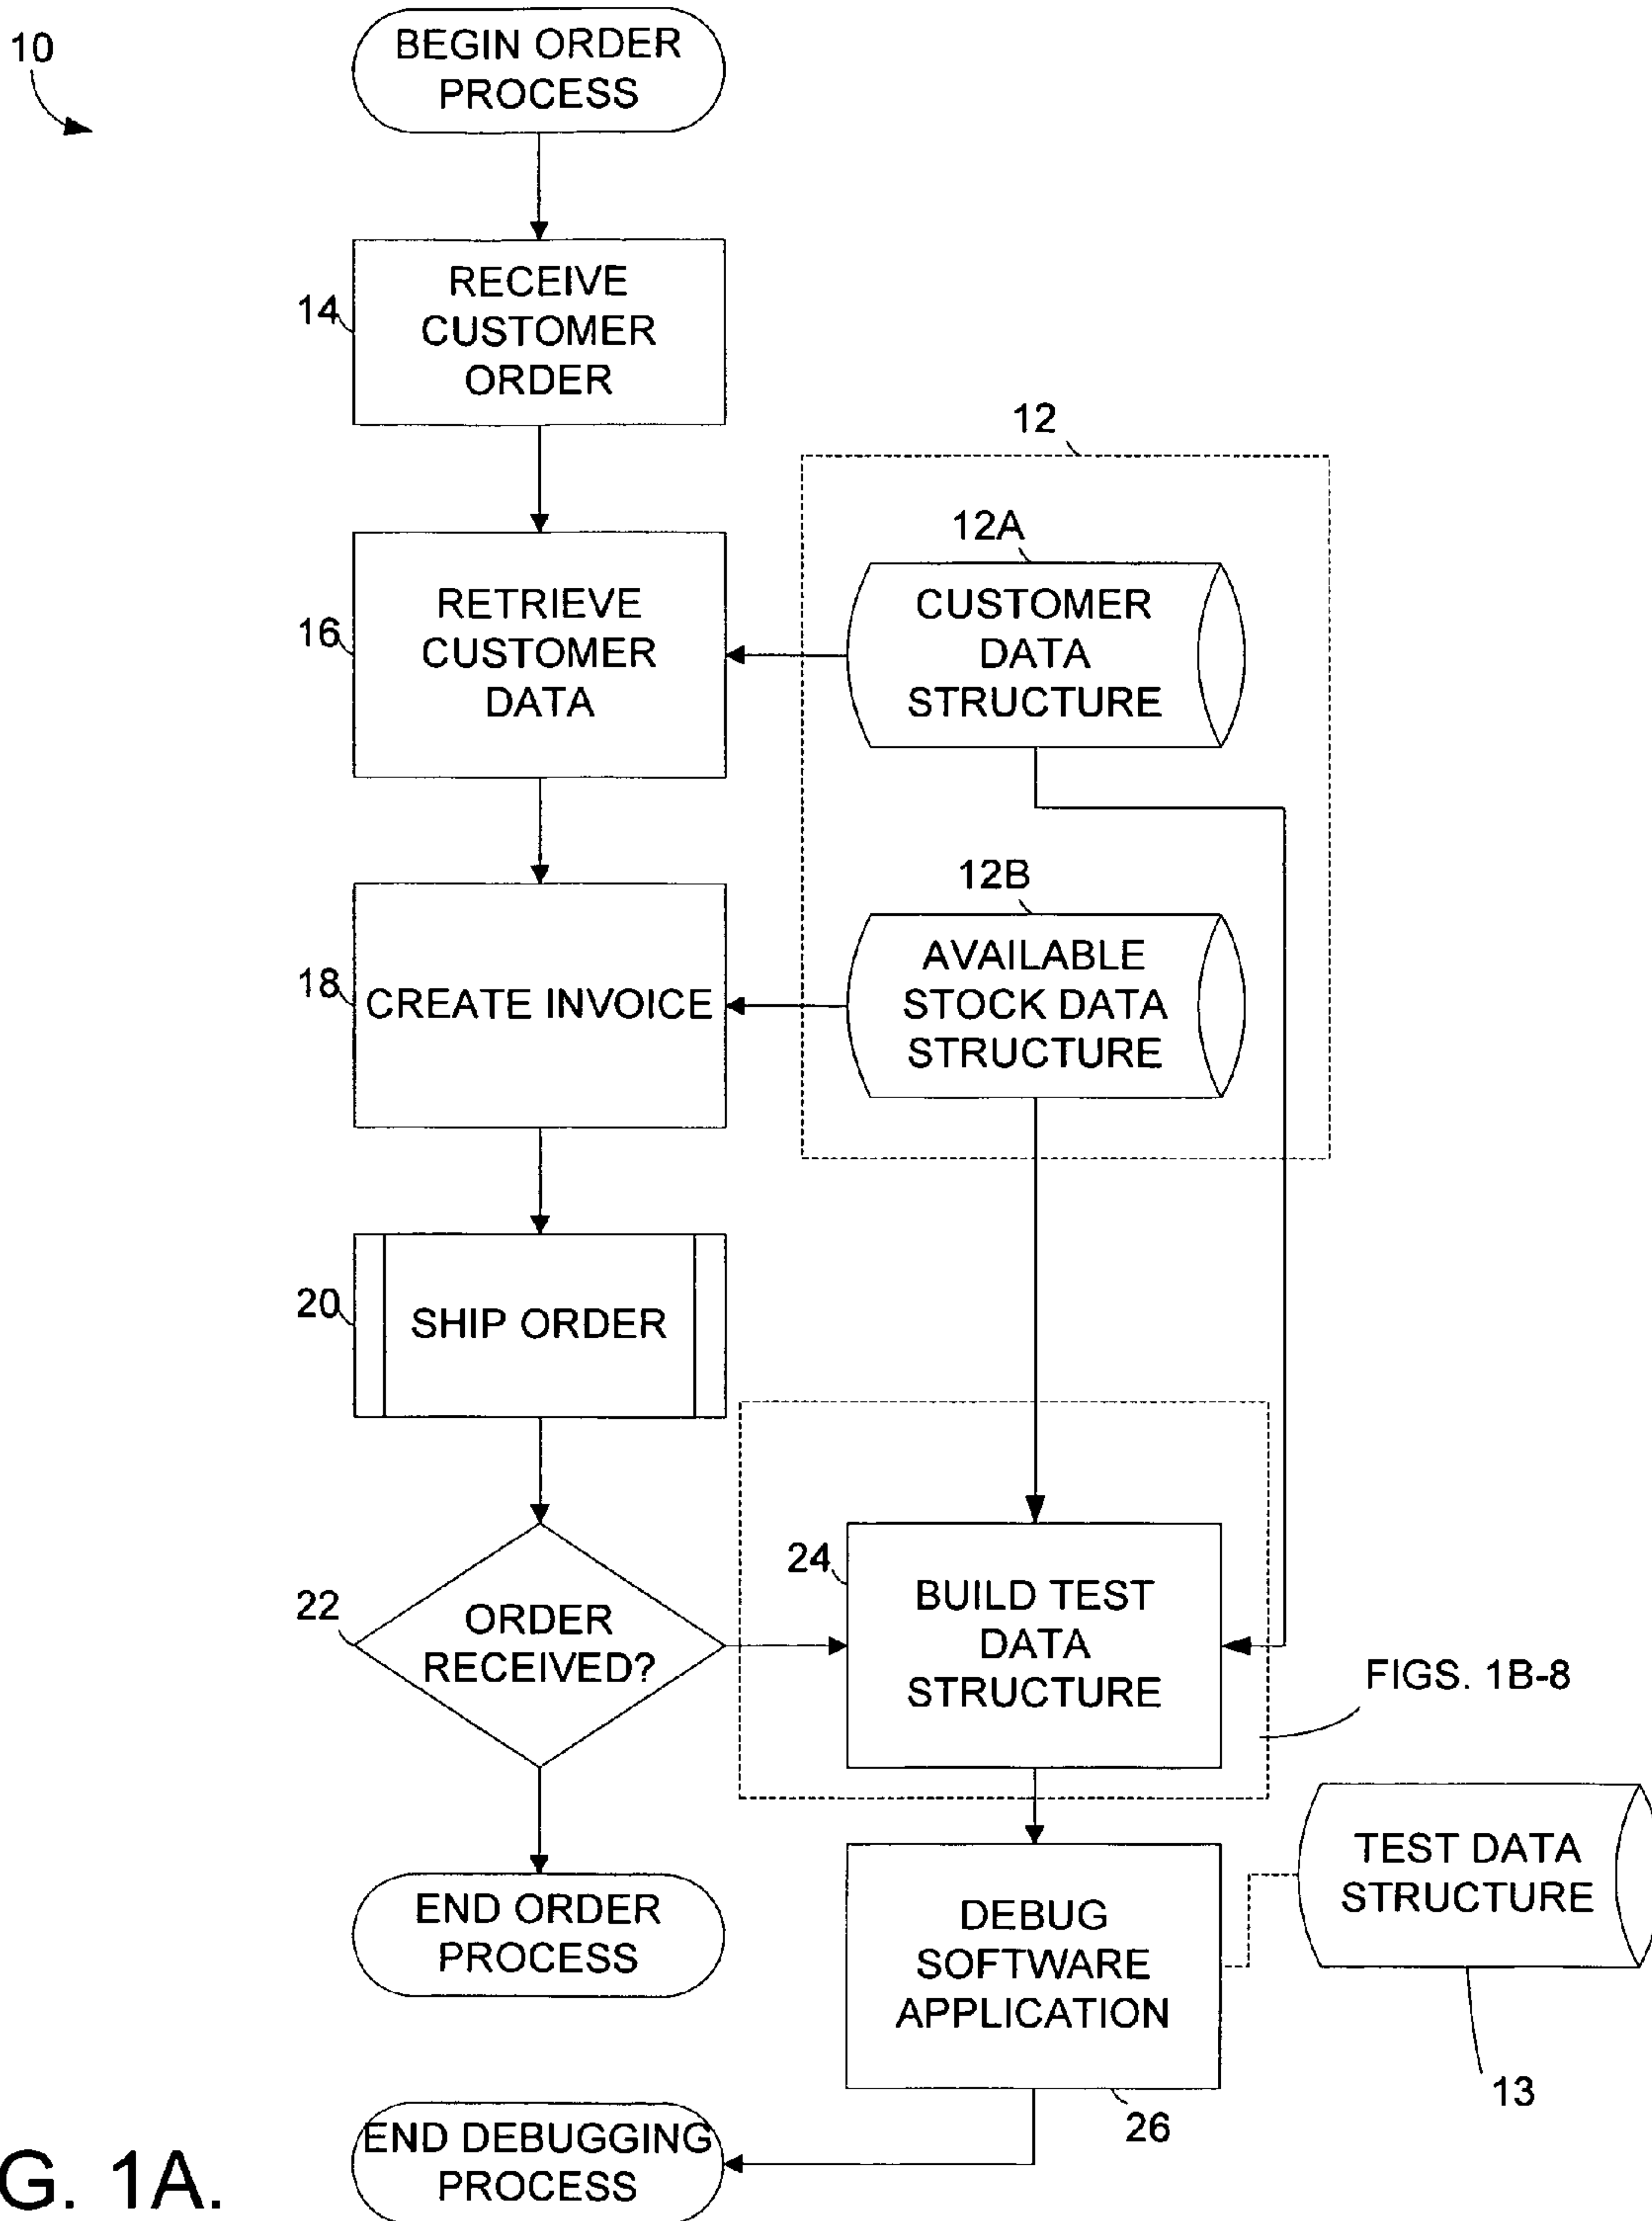 10
BEGIN ORDER
PROCESS
14
RECEIVE
CUSTOMER
ORDER
12
12A
16
RETRIEVE
CUSTOMER
DATA
CUSTOMER
DATA
STRUCTURE
12B
18
CREATE INVOICE
AVAILABLE
STOCK DATA
STRUCTURE
20
SHIP ORDER
22
ORDER
RECEIVED?
24
BUILD TEST
DATA
STRUCTURE
FIGS. 1B-8
TEST DATA
STRUCTURE
13
END ORDER
PROCESS
DEBUG
SOFTWARE
APPLICATION
26
END DEBUGGING
PROCESS
G. 1A.